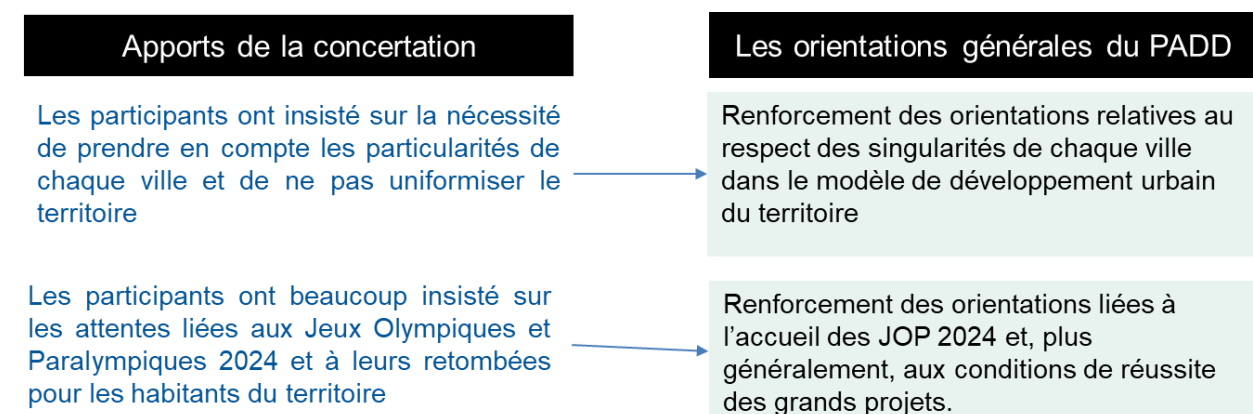 Apports de la concertation
Les orientations générales du PADD
Les participants ont insisté sur la nécessité
de prendre en compte les particularités de
chaque ville et de ne pas uniformiser le
territoire
Renforcement des orientations relatives au
respect des singularités de chaque ville
dans le modèle de développement urbain
du territoire
Les participants ont beaucoup insisté sur
les attentes liées aux Jeux Olympiques et
Paralympiques 2024 et à leurs retombées
pour les habitants du territoire
Renforcement des orientations liées à
l’accueil des JOP 2024 et, plus
généralement, aux conditions de réussite
des grands projets.